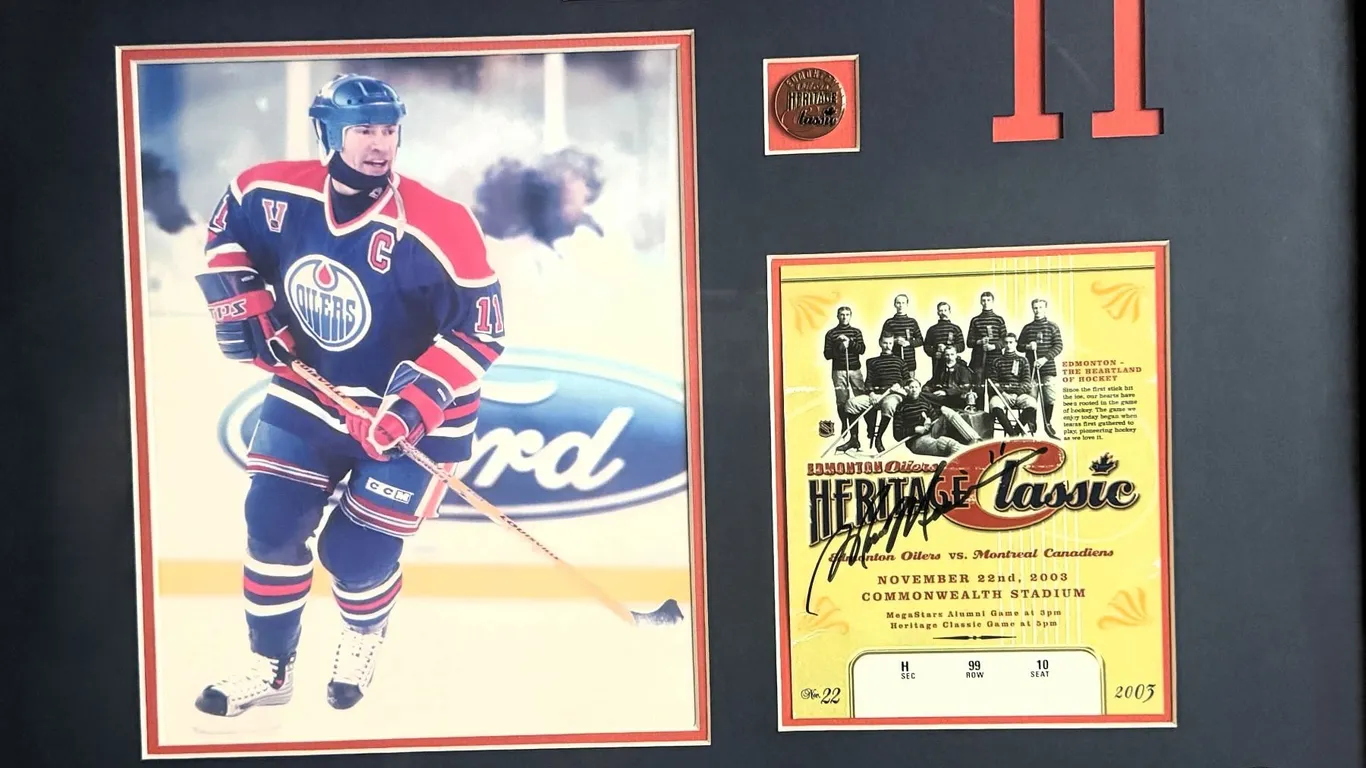 11
EDMONTON
Oilers
HERITAGE
Classic
1
V
C
OILERS
11
TPS
Ford
CCM
EDMONTON –
THE HEARTLAND
OF HOCKEY
Since the first stick hit
the ice, our hearts have
been rooted in the game
of hockey. The game we
enjoy today began when
teams first gathered to
play, pioneering hockey
as we love it.
EDMONTON Oilers
HERITAGE Classic
Edmonton Oilers vs. Montreal Canadiens
NOVEMBER 22nd, 2003
COMMONWEALTH STADIUM
MegaStars Alumni Game at 3pm
Heritage Classic Game at 5pm
H 99 10
SEC ROW SEAT
Nov. 22 2003